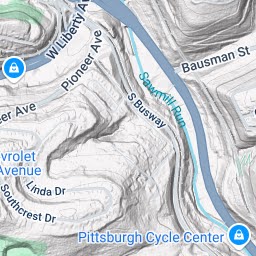 W Liberty Av
Pioneer Ave
Bausman St
Sawmill Run
S Busway
er Ave
vrolet
Avenue
Linda Dr
Southcrest Dr
Pittsburgh Cycle Center